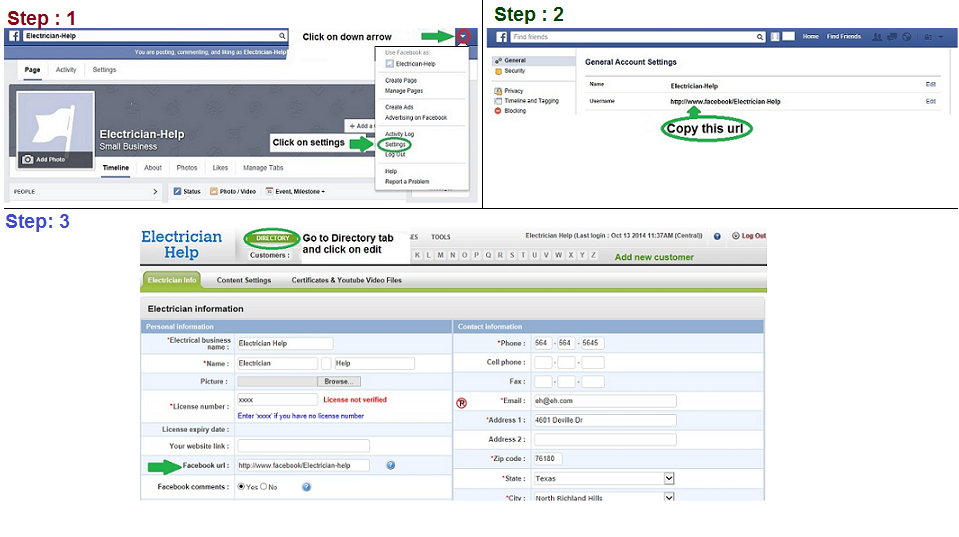 Step : 1
Electrician-Help
Click on down arrow
You are posting, commenting, and liking as Electrician-Help
Use Facebook as:
Electrician-Help
Create Page
Manage Pages
Create Ads
Advertising on Facebook
Activity Log
Settings
Log Out
Help
Report a Problem
Page Activity Settings
Electrician-Help
Small Business
+ Add a
Click on settings
Add Photo
Timeline About Photos Likes Manage Tabs
PEOPLE
Status Photo / Video Event, Milestone +
Step : 2
Find friends
Home Find Friends
General
Security
Privacy
Timeline and Tagging
Blocking
General Account Settings
Name Electrician-Help Edit
Username http://www.facebook/Electrician-Help Edit
Copy this url
Step: 3
Electrician
Help
DIRECTORY
Go to Directory tab
and click on edit
ES TOOLS
Electrician Help (Last login : Oct 13 2014 11:37AM (Central))
? Log Out
Customers :
K L M N O P Q R S T U V W X Y Z
Add new customer
Electrician Info Content Settings Certificates & Youtube Video Files
Electrician information
Personal information
*Electrical business
name : Electrician Help
*Name : Electrician Help
Picture : Browse...
*License number : xxxx License not verified
Enter 'xxxx' if you have no license number
License expiry date :
Your website link :
Facebook url : http://www.facebook/Electrician-help ?
Facebook comments : Yes No ?
Contact information
*Phone : 564 - 564 - 5645
Cell phone : - -
Fax : - -
R *Email : eh@eh.com
*Address 1 : 4601 Deville Dr
Address 2 :
*Zip code : 76180
*State : Texas
*City : North Richland Hills